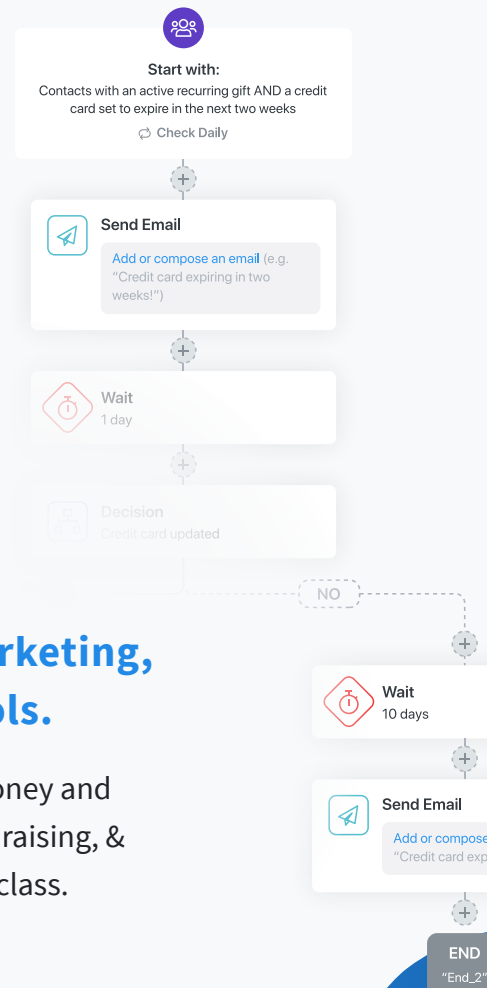 Start with:
Contacts with an active recurring gift AND a credit
card set to expire in the next two weeks
Check Daily
Send Email
Add or compose an email (e.g.
“Credit card expiring in two
weeks!”)
Wait
1 day
Decision
Credit card updated
NO
rketing,
ols.
oney and
raising, &
class.
Wait
10 days
Send Email
Add or compose
“Credit card exp
END
“End_2”